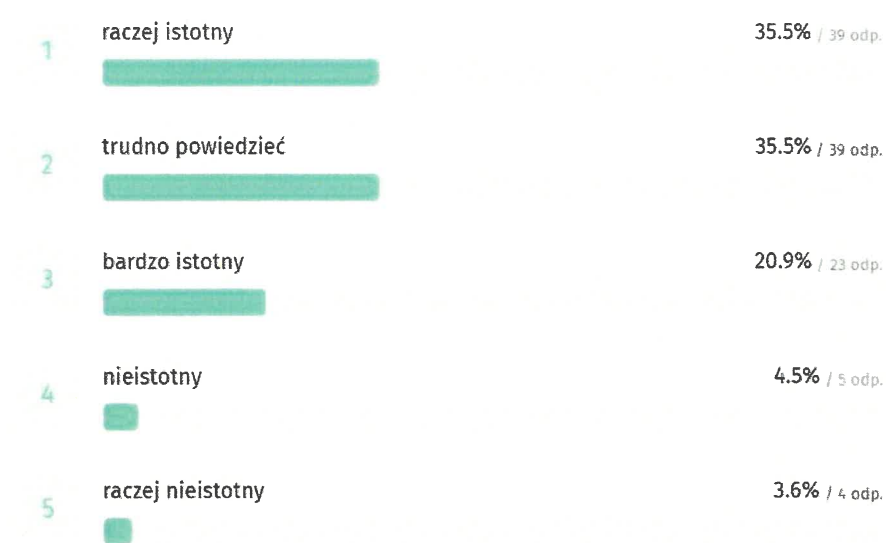 1 raczej istotny 35.5% / 39 odp.
2 trudno powiedzieć 35.5% / 39 odp.
3 bardzo istotny 20.9% / 23 odp.
4 nieistotny 4.5% / 5 odp.
5 raczej nieistotny 3.6% / 4 odp.